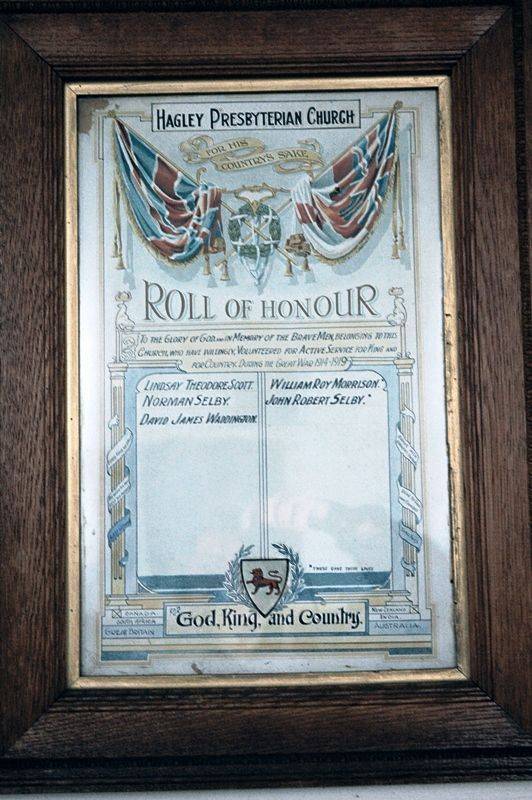 HAGLEY PRESBYTERIAN CHURCH
FOR HIS
COUNTRY'S SAKE
ROLL OF HONOUR
TO THE GLORY OF GOD, AND IN MEMORY OF THE BRAVE MEN, BELONGING TO THIS
CHURCH, WHO HAVE WILLINGLY, VOLUNTEERED FOR ACTIVE SERVICE FOR KING AND
FOR COUNTRY. DURING THE GREAT WAR 1914-1919
LINDSAY THEODORE SCOTT.
NORMAN SELBY.
DAVID JAMES WADDINGTON.
WILLIAM ROY MORRISON.*
JOHN ROBERT SELBY.*
*THESE GAVE THEIR LIVES
FOR
God, King, and Country.
CANADA
SOUTH AFRICA
GREAT BRITAIN
NEW ZEALAND
INDIA
AUSTRALIA.